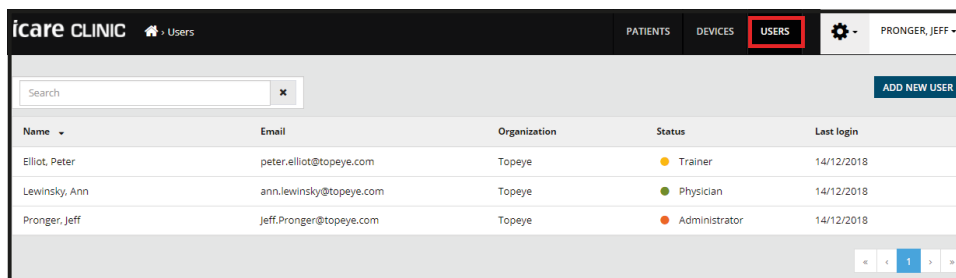 icare CLINIC › Users PATIENTS DEVICES USERS PRONGER, JEFF
Search × ADD NEW USER
Name Email Organization Status Last login
Elliot, Peter peter.elliot@topeye.com Topeye Trainer 14/12/2018
Lewinsky, Ann ann.lewinsky@topeye.com Topeye Physician 14/12/2018
Pronger, Jeff Jeff.Pronger@topeye.com Topeye Administrator 14/12/2018
« ‹ 1 › »